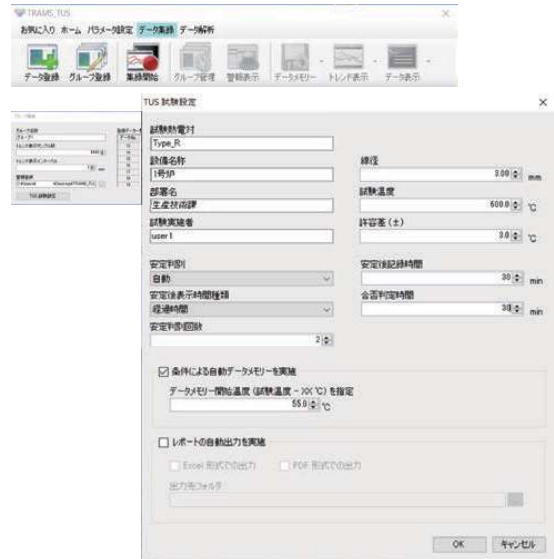 TRAMS_TUS
お気に入り ホーム パラメータ設定 データ集録 データ解析
データ登録 グループ登録 集録開始 グループ管理 警報表示 データメモリー トレンド表示 データ表示
TUS 試験設定
試験熱電対
Type_R
設備名称 線径
1号炉 3.00 mm
部署名 試験温度
生産技術課 600.0 ℃
試験実施者 許容差(±)
user1 3.0 ℃
安定判別 安定後記録時間
自動 30 min
安定後表示時間種類 合否判定時間
経過時間 30 min
安定判別回数
2
条件による自動データメモリーを実施
データメモリー開始温度(試験温度 - XX ℃)を指定
55.0 ℃
レポートの自動出力を実施
Excel 形式での出力 PDF 形式での出力
出力先フォルダ
OK キャンセル
TUS 試験設定